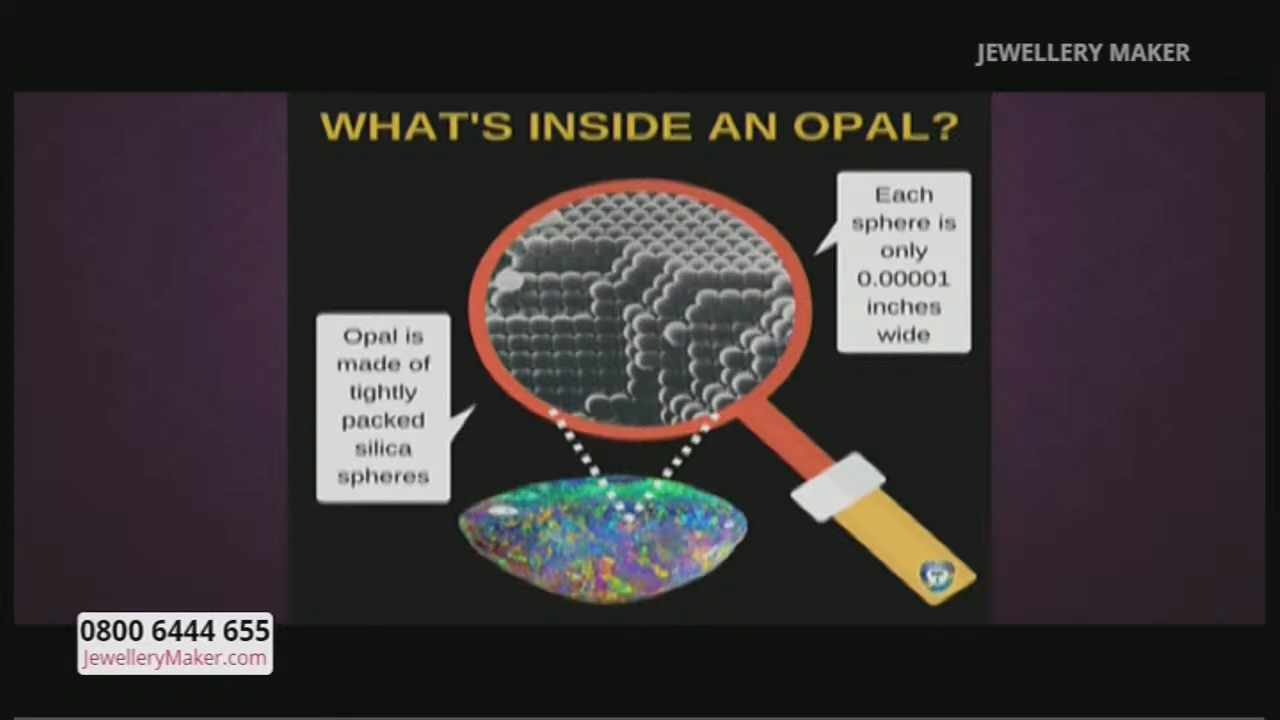 JEWELLERY MAKER
WHAT'S INSIDE AN OPAL?
Each
sphere is
only
0.00001
inches
wide
Opal is
made of
tightly
packed
silica
spheres
0800 6444 655
JewelleryMaker.com